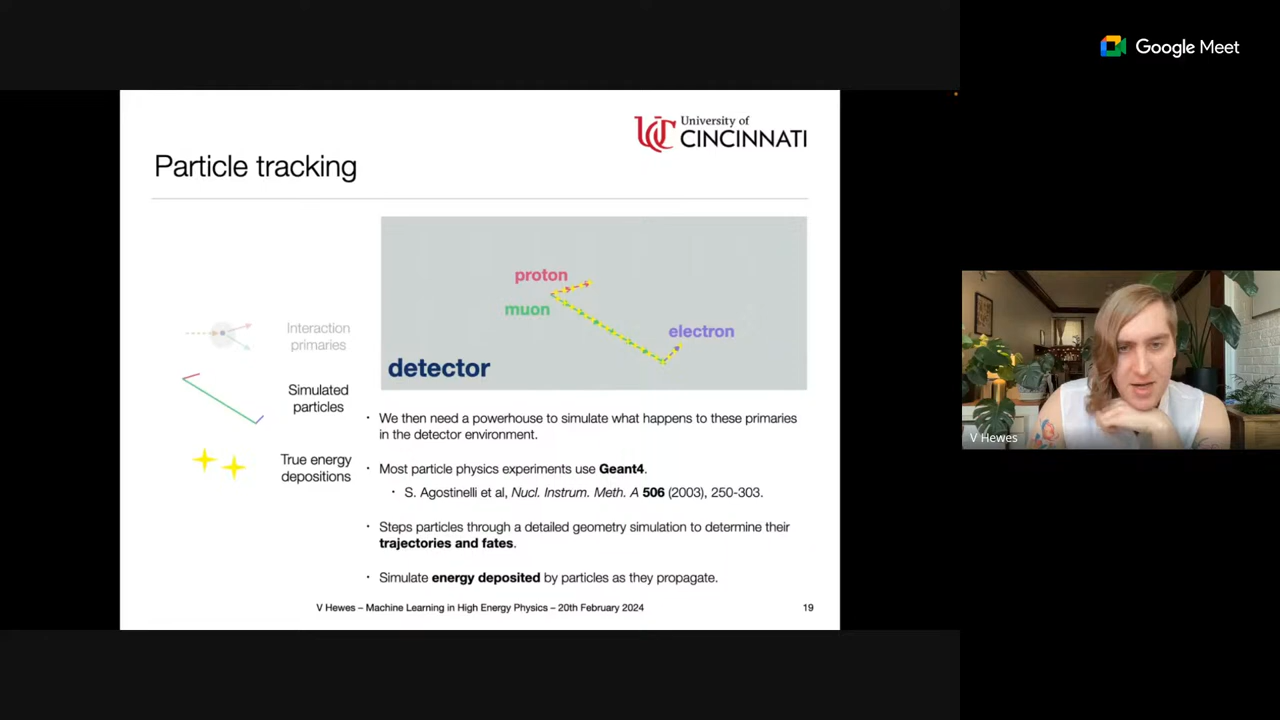 Google Meet
University of
CINCINNATI
Particle tracking
proton
muon
electron
detector
Interaction
primaries
Simulated
particles
True energy
depositions
· We then need a powerhouse to simulate what happens to these primaries
in the detector environment.
· Most particle physics experiments use Geant4.
· S. Agostinelli et al, Nucl. Instrum. Meth. A 506 (2003), 250-303.
· Steps particles through a detailed geometry simulation to determine their
trajectories and fates.
· Simulate energy deposited by particles as they propagate.
V Hewes – Machine Learning in High Energy Physics – 20th February 2024
19
V Hewes